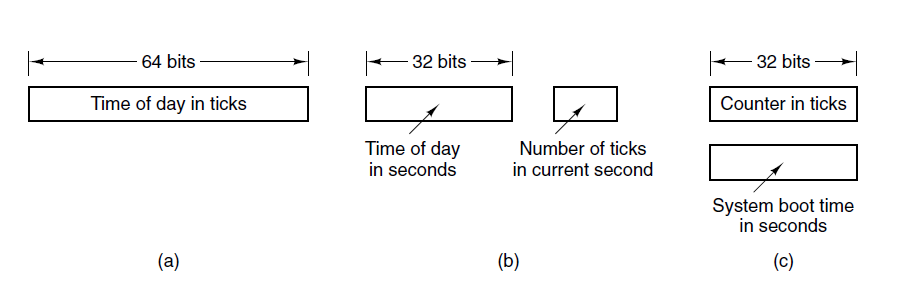 64 bits
Time of day in ticks
(a)
32 bits
Time of day
in seconds
Number of ticks
in current second
(b)
32 bits
Counter in ticks
System boot time
in seconds
(c)